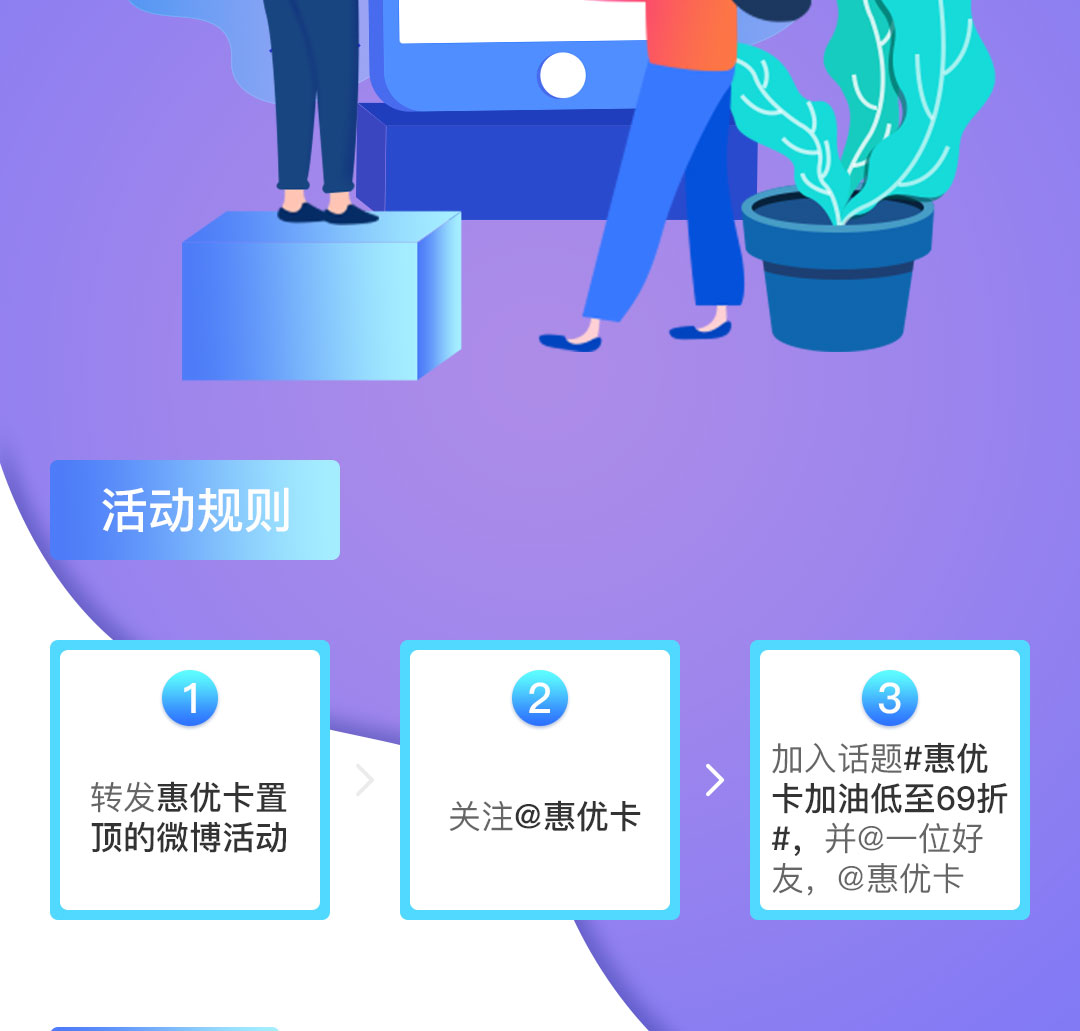 活动规则
1
转发惠优卡置
顶的微博活动
2
关注@惠优卡
3
加入话题#惠优
卡加油低至69折
#，并@一位好
友，@惠优卡